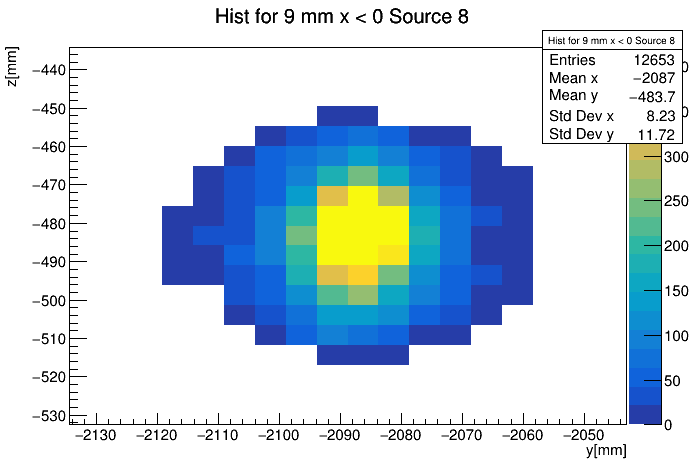 Hist for 9 mm x < 0 Source 8
z[mm]
Hist for 9 mm x < 0 Source 8
Entries 12653
Mean x −2087
Mean y −483.7
Std Dev x 8.23
Std Dev y 11.72
−440
−450
−460
−470
−480
−490
−500
−510
−520
−530
300
250
200
150
100
50
0
−2130 −2120 −2110 −2100 −2090 −2080 −2070 −2060 −2050
y[mm]